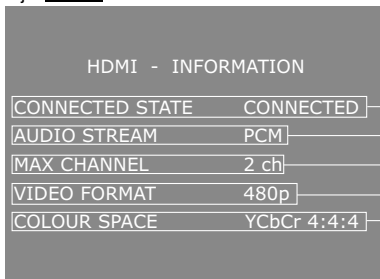 HDMI - INFORMATION
CONNECTED STATE CONNECTED
AUDIO STREAM PCM
MAX CHANNEL 2 ch
VIDEO FORMAT 480p
COLOUR SPACE YCbCr 4:4:4